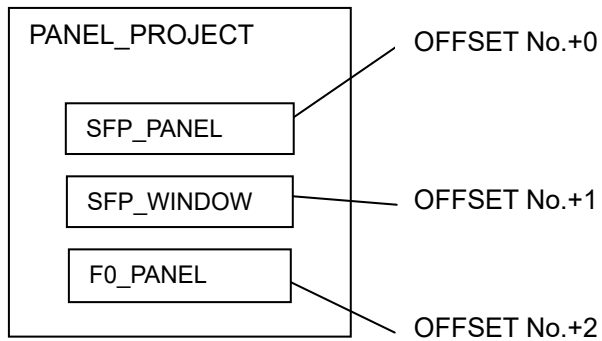 PANEL_PROJECT
OFFSET No.+0
SFP_PANEL
SFP_WINDOW
OFFSET No.+1
F0_PANEL
OFFSET No.+2